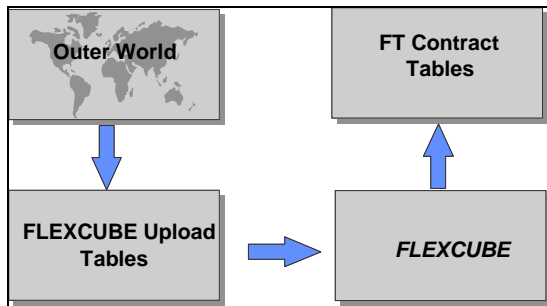 Outer World
FT Contract
Tables
FLEXCUBE Upload
Tables
FLEXCUBE